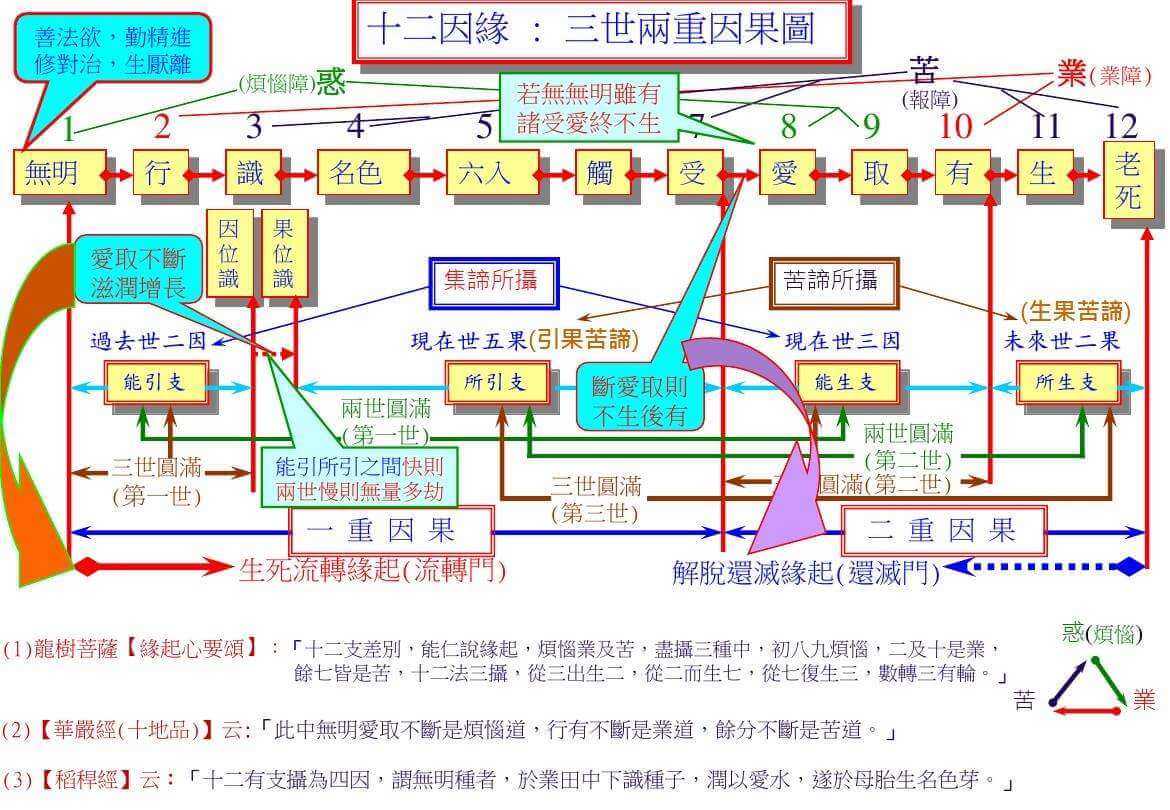 十二因緣 : 三世兩重因果圖
善法欲，勤精進
修對治，生厭離
(煩惱障)惑
若無無明雖有
諸受愛終不生
苦
(報障)
業(業障)
1 2 3 4 5 7 8 9 10 11 12
無明 行 識 名色 六入 觸 受 愛 取 有 生 老死
因位識
果位識
愛取不斷
滋潤增長
集諦所攝
苦諦所攝
(生果苦諦)
過去世二因
現在世五果(引果苦諦)
現在世三因
未來世二果
能引支
所引支
能生支
所生支
斷愛取則
不生後有
兩世圓滿
(第一世)
兩世圓滿
(第二世)
能引所引之間快則
兩世慢則無量多劫
三世圓滿
(第一世)
三世圓滿
(第三世)
圓滿(第二世)
一重因果
二重因果
生死流轉緣起(流轉門)
解脫還滅緣起(還滅門)
(1)龍樹菩薩【緣起心要頌】：「十二支差別，能仁說緣起，煩惱業及苦，盡攝三種中，初八九煩惱，二及十是業，
餘七皆是苦，十二法三攝，從三出生二，從二而生七，從七復生三，數轉三有輪。」
惑(煩惱)
苦
業
(2)【華嚴經(十地品)】云:「此中無明愛取不斷是煩惱道，行有不斷是業道，餘分不斷是苦道。」
(3)【稻稈經】云：「十二有支攝為四因，謂無明種者，於業田中下識種子，潤以愛水，遂於母胎生名色芽。」